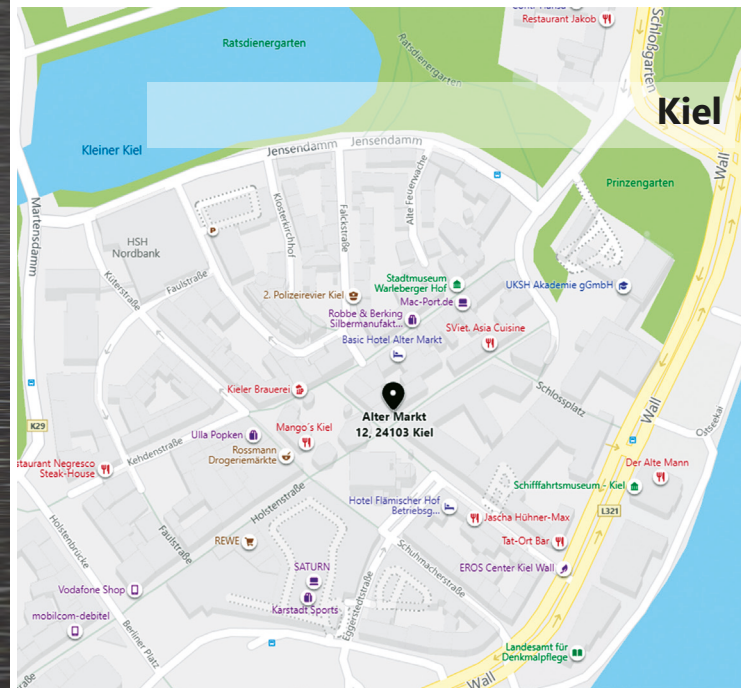 Restaurant Jakob
Schloßgarten
Ratsdienergarten
Ratsdienergarten
Kiel
Kleiner Kiel
Jensendamm
Jensendamm
Wall
Prinzengarten
Martensdamm
HSH
Nordbank
P
Klosterkirchhof
Falckstraße
Alte Feuerwache
Küterstraße
Faulstraße
Stadtmuseum
Warleberger Hof
UKSH Akademie gGmbH
2. Polizeirevier Kiel
Mac-Port.de
Robbe & Berking
Silbermanufakt...
SViet. Asia Cuisine
Basic Hotel Alter Markt
Kieler Brauerei
Schlossplatz
Alter Markt
12, 24103 Kiel
Wall
K29
Mango´s Kiel
Ulla Popken
Kehdenstraße
Rossmann
Drogeriemärkte
staurant Negresco
Steak-House
Der Alte Mann
Schifffahrtsmuseum - Kiel
Holstenstraße
Hotel Flämischer Hof
Betriebsg...
L321
Jascha Hühner-Max
Holstenbrücke
Faulstraße
REWE
Tat-Ort Bar
Schuhmacherstraße
SATURN
EROS Center Kiel Wall
Vodafone Shop
Karstadt Sports
Eggerstedtstraße
mobilcom-debitel
Berliner Platz
Landesamt für
Denkmalpflege
Wall